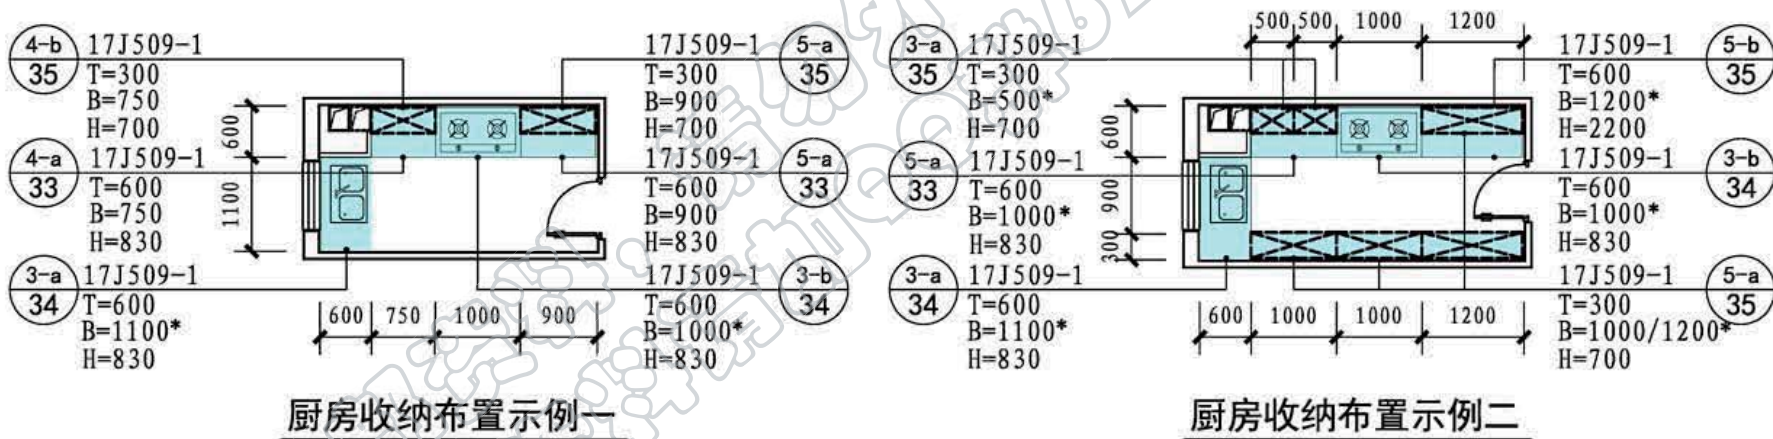 4-b
35
17J509-1
T=300
B=750
H=700
4-a
33
17J509-1
T=600
B=750
H=830
3-a
34
17J509-1
T=600
B=1100*
H=830
600
1100
600 750 1000 900
17J509-1
T=300
B=900
H=700
5-a
35
17J509-1
T=600
B=900
H=830
5-a
33
17J509-1
T=600
B=1000*
H=830
3-b
34
厨房收纳布置示例一
3-a
35
17J509-1
T=300
B=500*
H=700
5-a
33
17J509-1
T=600
B=1000*
H=830
3-a
34
17J509-1
T=600
B=1100*
H=830
500 500 1000 1200
600
900
300
600 1000 1000 1200
17J509-1
T=600
B=1200*
H=2200
5-b
35
17J509-1
T=600
B=1000*
H=830
3-b
34
17J509-1
T=300
B=1000/1200*
H=700
5-a
35
厨房收纳布置示例二